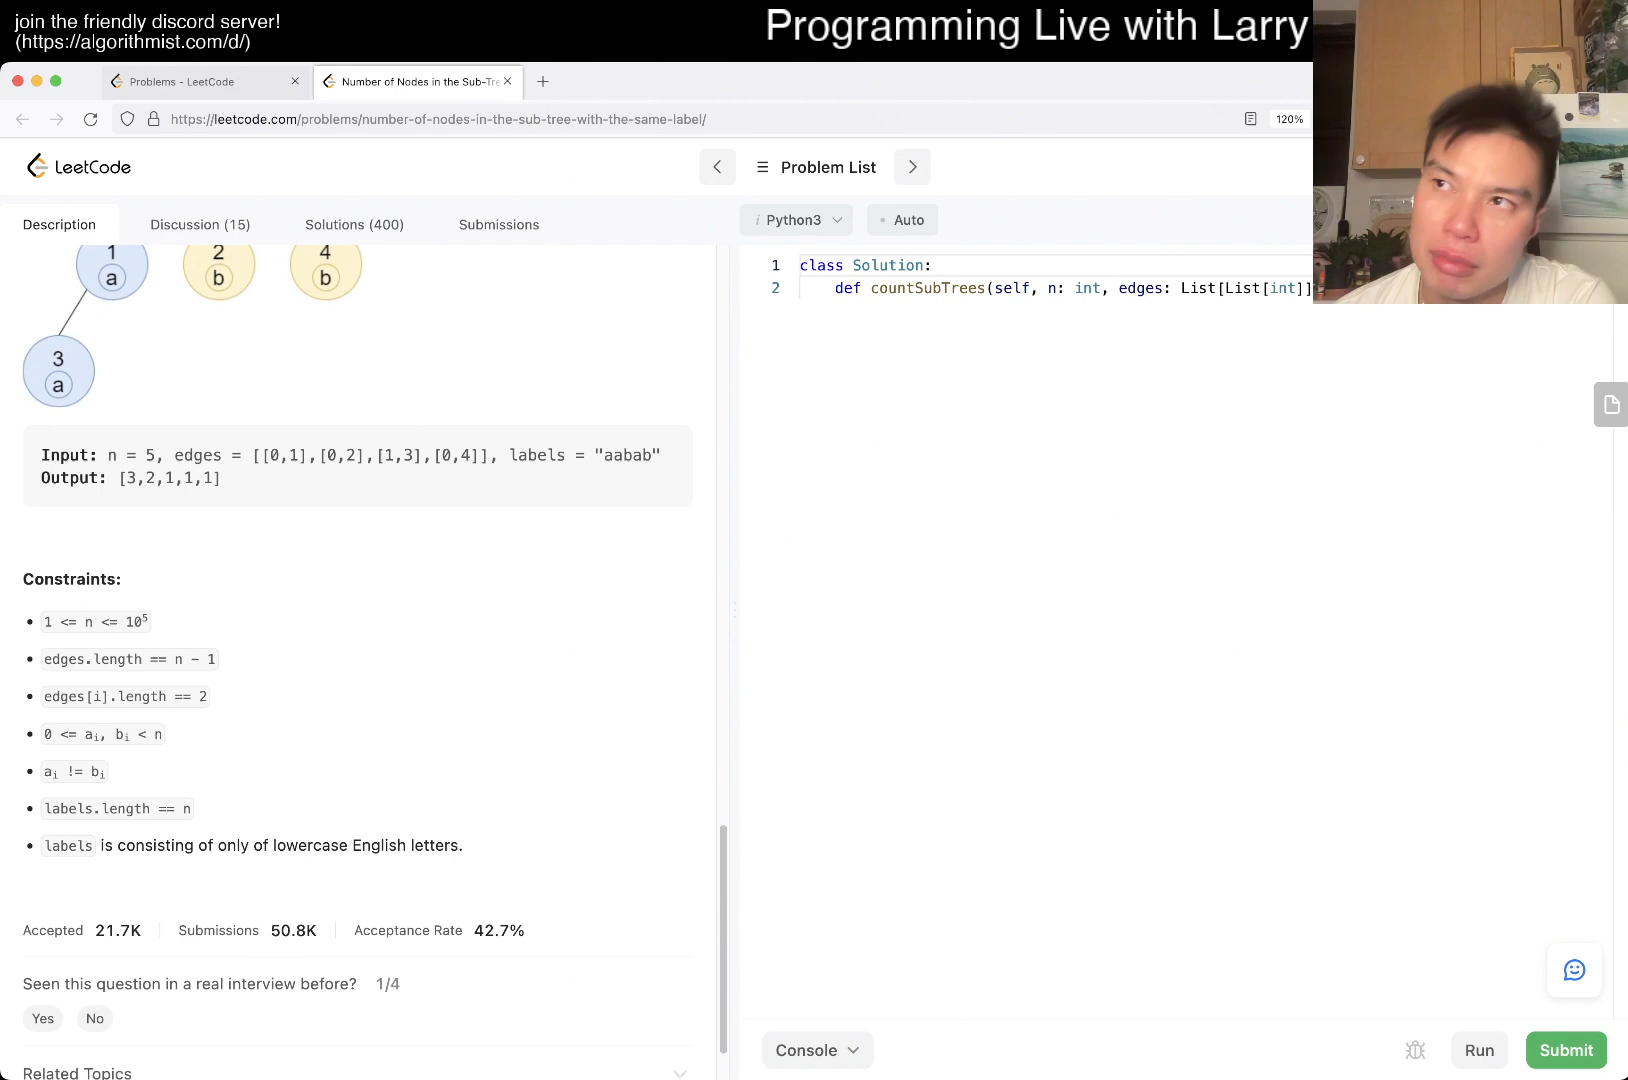 join the friendly discord server!
(https://algorithmist.com/d/)
Programming Live with Larry
Problems - LeetCode
Number of Nodes in the Sub-Tre
https://leetcode.com/problems/number-of-nodes-in-the-sub-tree-with-the-same-label/
120%
LeetCode
Problem List
Description
Discussion (15)
Solutions (400)
Submissions
i Python3
Auto
1
a
2
b
4
b
3
a
1 class Solution:
2 def countSubTrees(self, n: int, edges: List[List[int]]
Input: n = 5, edges = [[0,1],[0,2],[1,3],[0,4]], labels = "aabab"
Output: [3,2,1,1,1]
Constraints:
• 1 <= n <= 10⁵
• edges.length == n - 1
• edges[i].length == 2
• 0 <= aᵢ, bᵢ < n
• aᵢ != bᵢ
• labels.length == n
• labels is consisting of only of lowercase English letters.
Accepted 21.7K Submissions 50.8K Acceptance Rate 42.7%
Seen this question in a real interview before? 1/4
Yes No
Related Topics
Console
Run
Submit